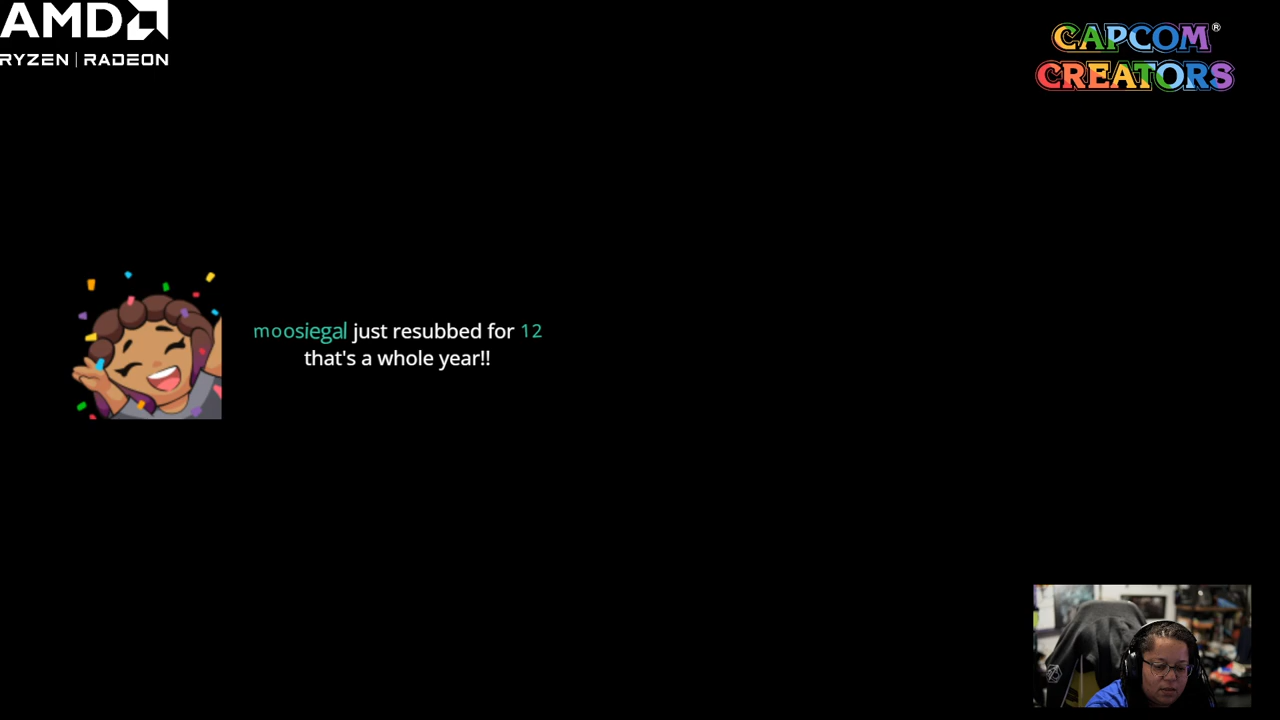 AMD
RYZEN | RADEON
CAPCOM®
CREATORS
moosiegal just resubbed for 12
that's a whole year!!